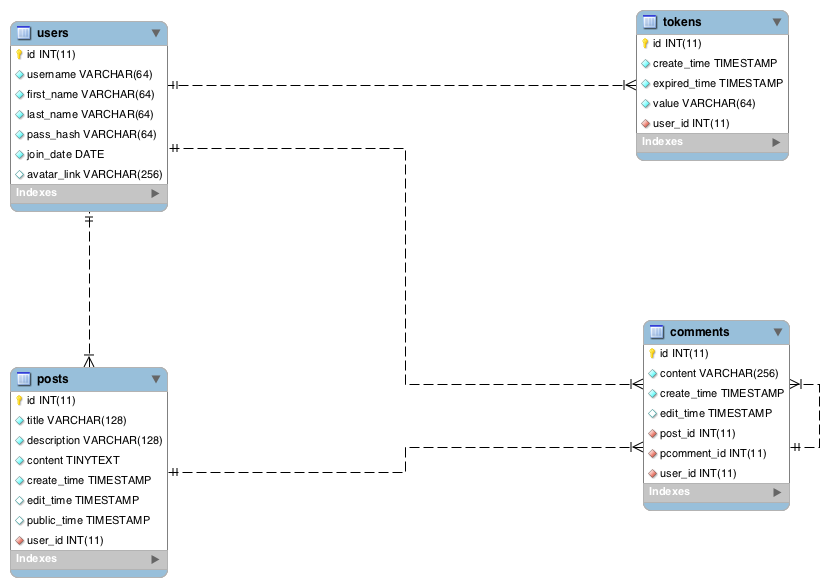 users
id INT(11)
username VARCHAR(64)
first_name VARCHAR(64)
last_name VARCHAR(64)
pass_hash VARCHAR(64)
join_date DATE
avatar_link VARCHAR(256)
Indexes
tokens
id INT(11)
create_time TIMESTAMP
expired_time TIMESTAMP
value VARCHAR(64)
user_id INT(11)
Indexes
posts
id INT(11)
title VARCHAR(128)
description VARCHAR(128)
content TINYTEXT
create_time TIMESTAMP
edit_time TIMESTAMP
public_time TIMESTAMP
user_id INT(11)
Indexes
comments
id INT(11)
content VARCHAR(256)
create_time TIMESTAMP
edit_time TIMESTAMP
post_id INT(11)
pcomment_id INT(11)
user_id INT(11)
Indexes